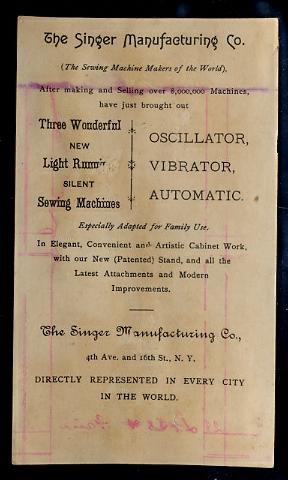 The Singer Manufacturing Co.
(The Sewing Machine Makers of the World),
After making and Selling over 8,000,000 Machines,
have just brought out
Three Wonderful
NEW
Light Runnin
SILENT
Sewing Machines
OSCILLATOR,
VIBRATOR,
AUTOMATIC.
Especially Adapted for Family Use.
In Elegant, Convenient and Artistic Cabinet Work,
with our New (Patented) Stand, and all the
Latest Attachments and Modern
Improvements.
The Singer Manufacturing Co.,
4th Ave. and 16th St., N. Y.
DIRECTLY REPRESENTED IN EVERY CITY
IN THE WORLD.